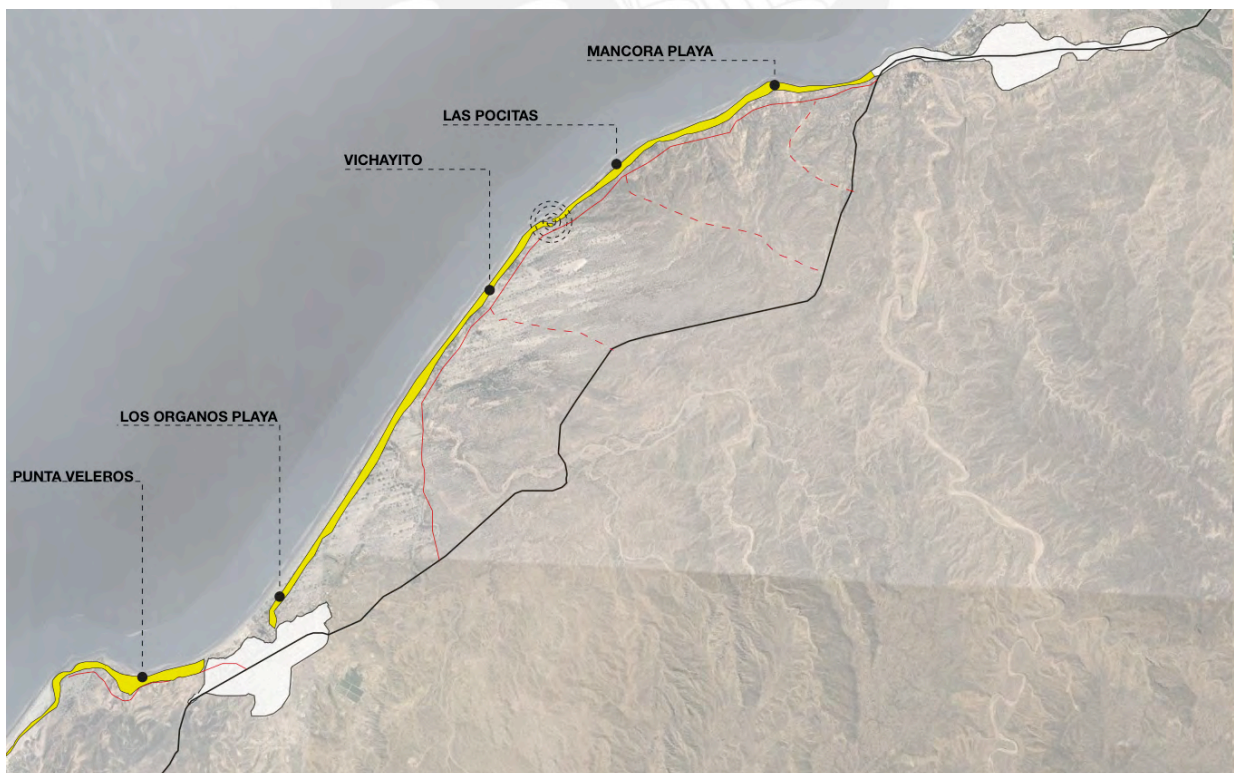 MANCORA PLAYA
LAS POCITAS
VICHAYITO
LOS ORGANOS PLAYA
PUNTA VELEROS